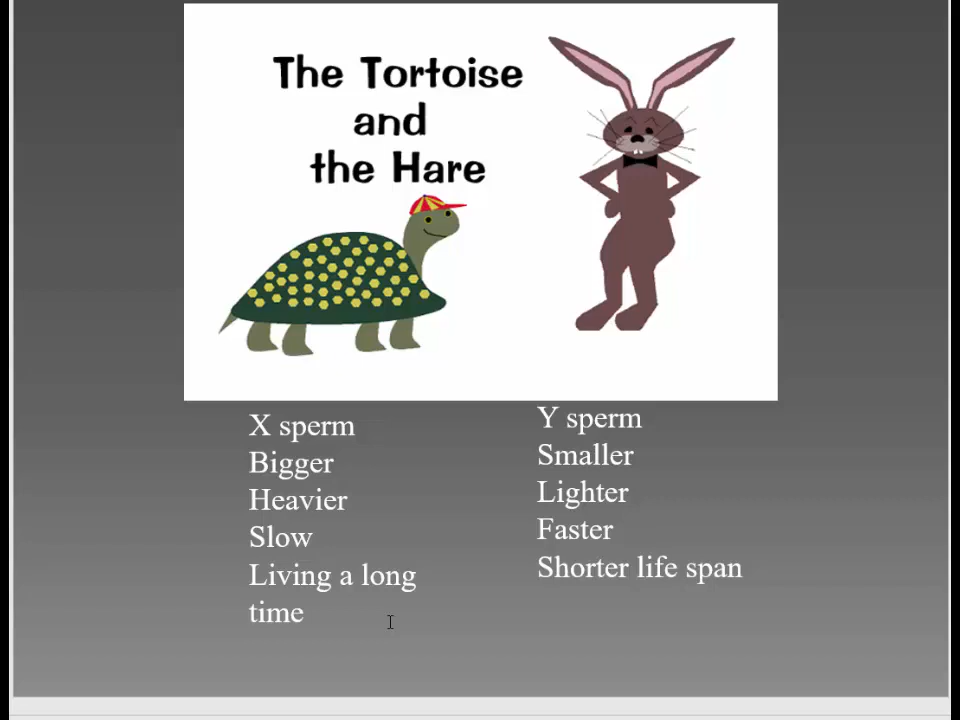 The Tortoise
and
the Hare
X sperm
Bigger
Heavier
Slow
Living a long
time
Y sperm
Smaller
Lighter
Faster
Shorter life span